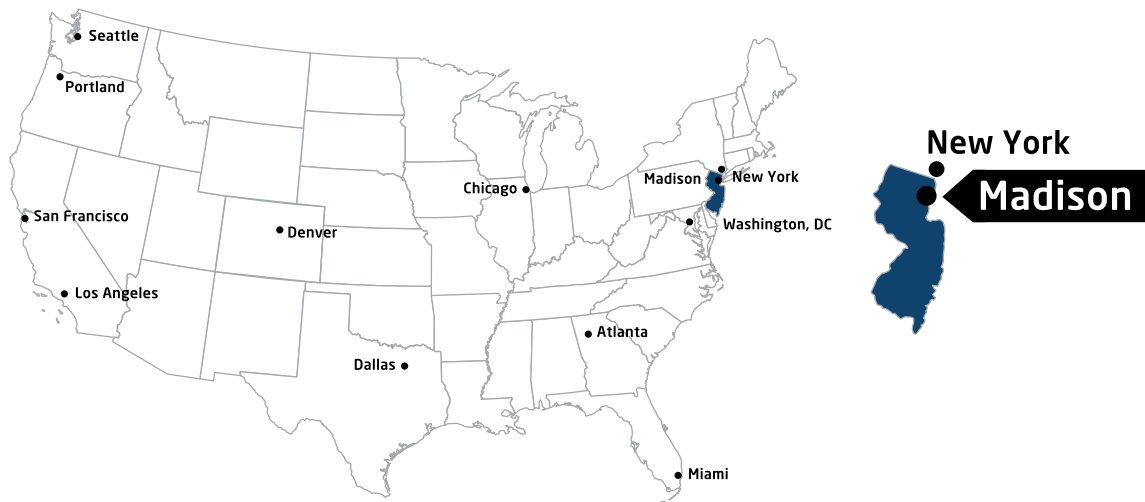 Seattle
Portland
New York
Madison
Madison
New York
Chicago
San Francisco
Washington, DC
Denver
Los Angeles
Atlanta
Dallas
Miami